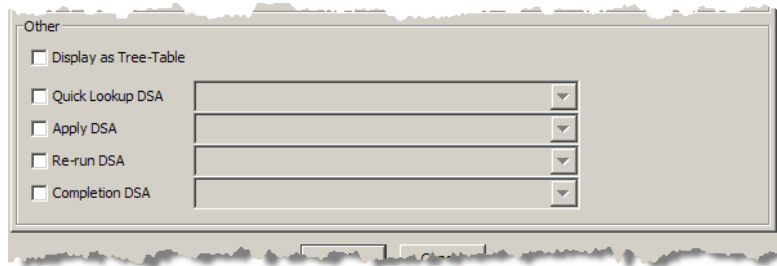 Other
Display as Tree-Table
Quick Lookup DSA
Apply DSA
Re-run DSA
Completion DSA